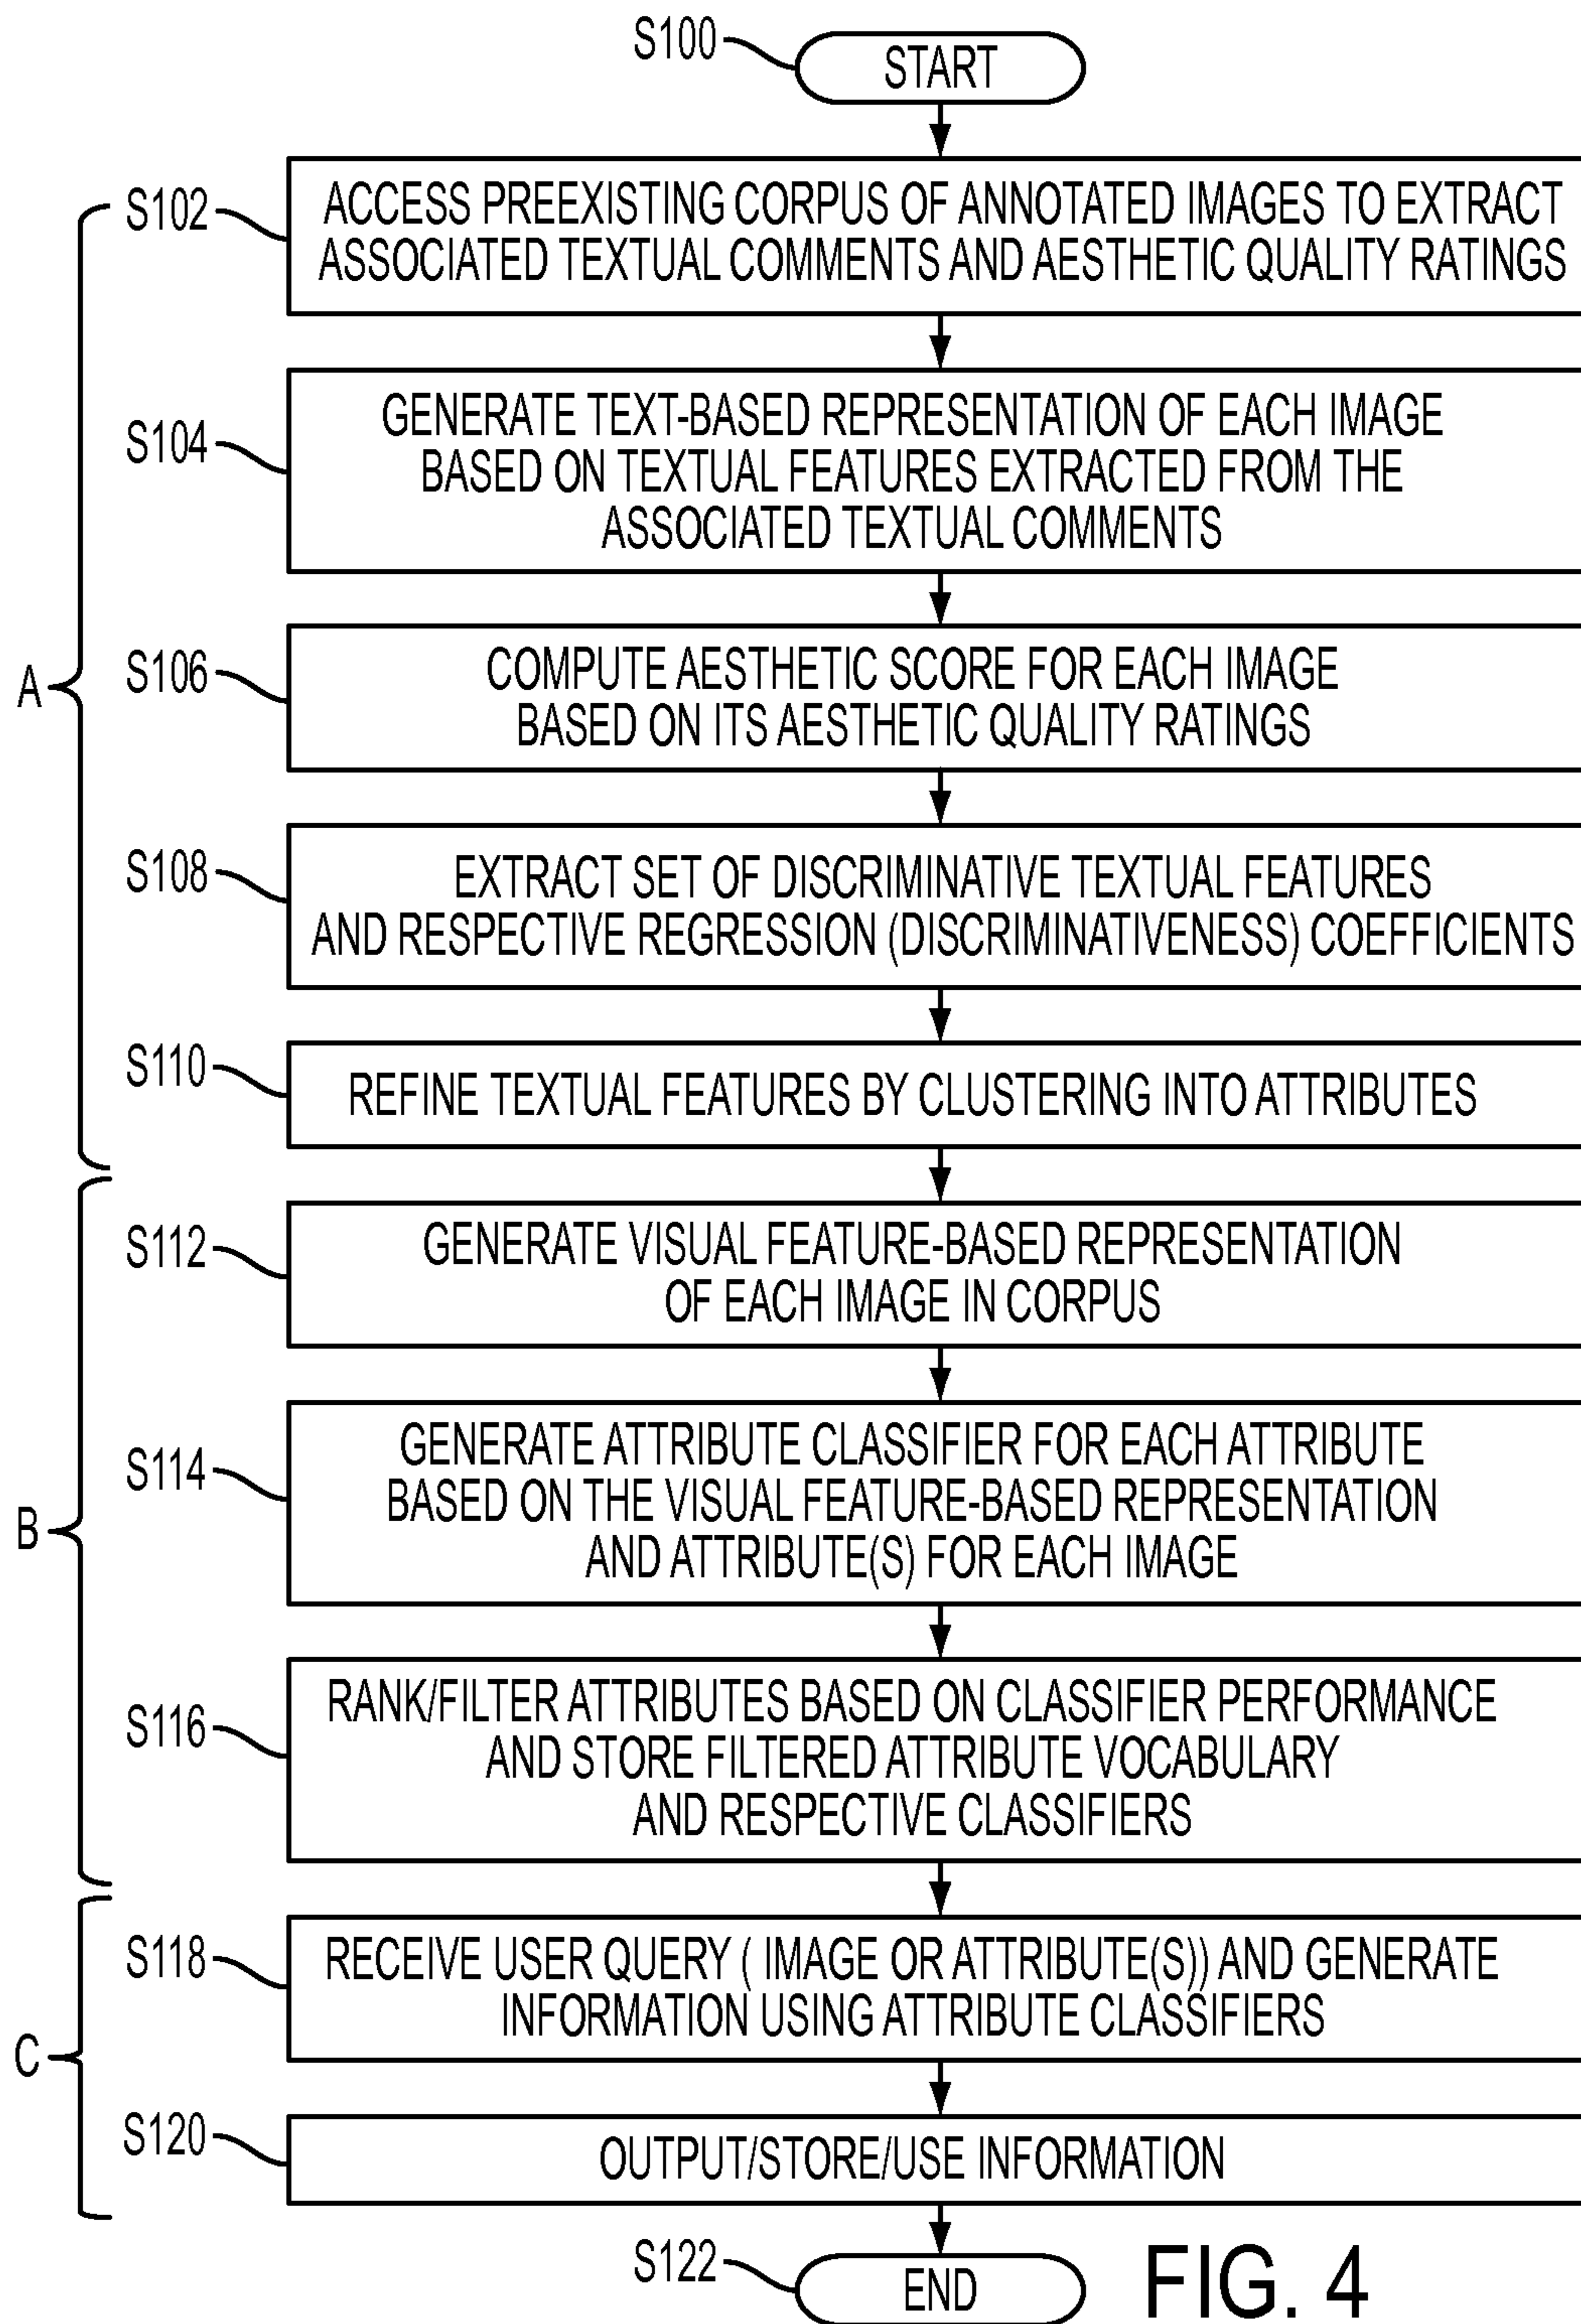 S100
START
S102
ACCESS PREEXISTING CORPUS OF ANNOTATED IMAGES TO EXTRACT
ASSOCIATED TEXTUAL COMMENTS AND AESTHETIC QUALITY RATINGS
S104
GENERATE TEXT-BASED REPRESENTATION OF EACH IMAGE
BASED ON TEXTUAL FEATURES EXTRACTED FROM THE
ASSOCIATED TEXTUAL COMMENTS
A
S106
COMPUTE AESTHETIC SCORE FOR EACH IMAGE
BASED ON ITS AESTHETIC QUALITY RATINGS
S108
EXTRACT SET OF DISCRIMINATIVE TEXTUAL FEATURES
AND RESPECTIVE REGRESSION (DISCRIMINATIVENESS) COEFFICIENTS
S110
REFINE TEXTUAL FEATURES BY CLUSTERING INTO ATTRIBUTES
S112
GENERATE VISUAL FEATURE-BASED REPRESENTATION
OF EACH IMAGE IN CORPUS
B
S114
GENERATE ATTRIBUTE CLASSIFIER FOR EACH ATTRIBUTE
BASED ON THE VISUAL FEATURE-BASED REPRESENTATION
AND ATTRIBUTE(S) FOR EACH IMAGE
S116
RANK/FILTER ATTRIBUTES BASED ON CLASSIFIER PERFORMANCE
AND STORE FILTERED ATTRIBUTE VOCABULARY
AND RESPECTIVE CLASSIFIERS
C
S118
RECEIVE USER QUERY ( IMAGE OR ATTRIBUTE(S)) AND GENERATE
INFORMATION USING ATTRIBUTE CLASSIFIERS
S120
OUTPUT/STORE/USE INFORMATION
S122
END
FIG. 4